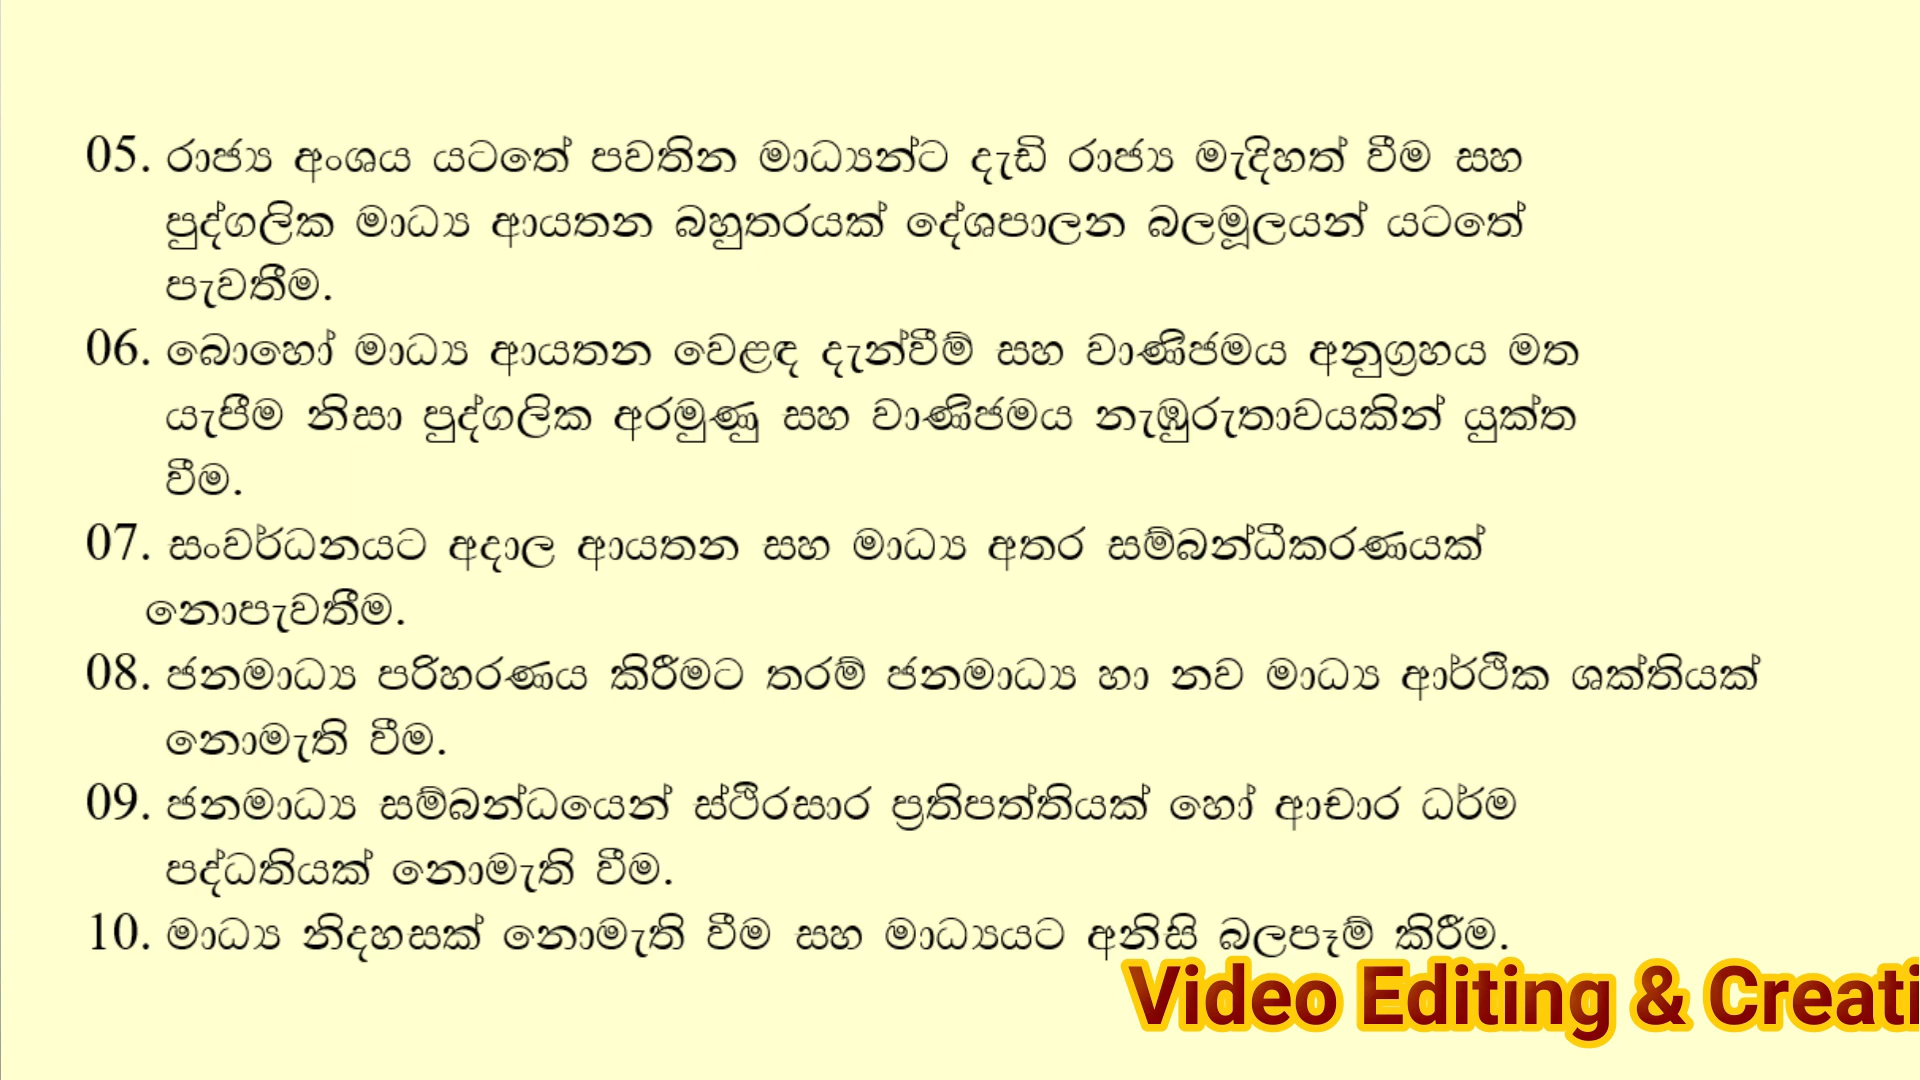 05. රාජ්‍ය අංශය යටතේ පවතින මාධ්‍යන්ට දැඩි රාජ්‍ය මැදිහත් වීම සහ
පුද්ගලික මාධ්‍ය ආයතන බහුතරයක් දේශපාලන බලමූලයන් යටතේ
පැවතීම.
06. බොහෝ මාධ්‍ය ආයතන වෙළඳ දැන්වීම් සහ වාණිජමය අනුග්‍රහය මත
යැපීම නිසා පුද්ගලික අරමුණු සහ වාණිජමය නැඹුරුතාවයකින් යුක්ත
වීම.
07. සංවර්ධනයට අදාල ආයතන සහ මාධ්‍ය අතර සම්බන්ධීකරණයක්
නොපැවතීම.
08. ජනමාධ්‍ය පරිහරණය කිරීමට තරම් ජනමාධ්‍ය හා නව මාධ්‍ය ආර්ථික ශක්තියක්
නොමැති වීම.
09. ජනමාධ්‍ය සම්බන්ධයෙන් ස්ථිරසාර ප්‍රතිපත්තියක් හෝ ආචාර ධර්ම
පද්ධතියක් නොමැති වීම.
10. මාධ්‍ය නිදහසක් නොමැති වීම සහ මාධ්‍යයට අනිසි බලපෑම් කිරීම.
Video Editing & Creati